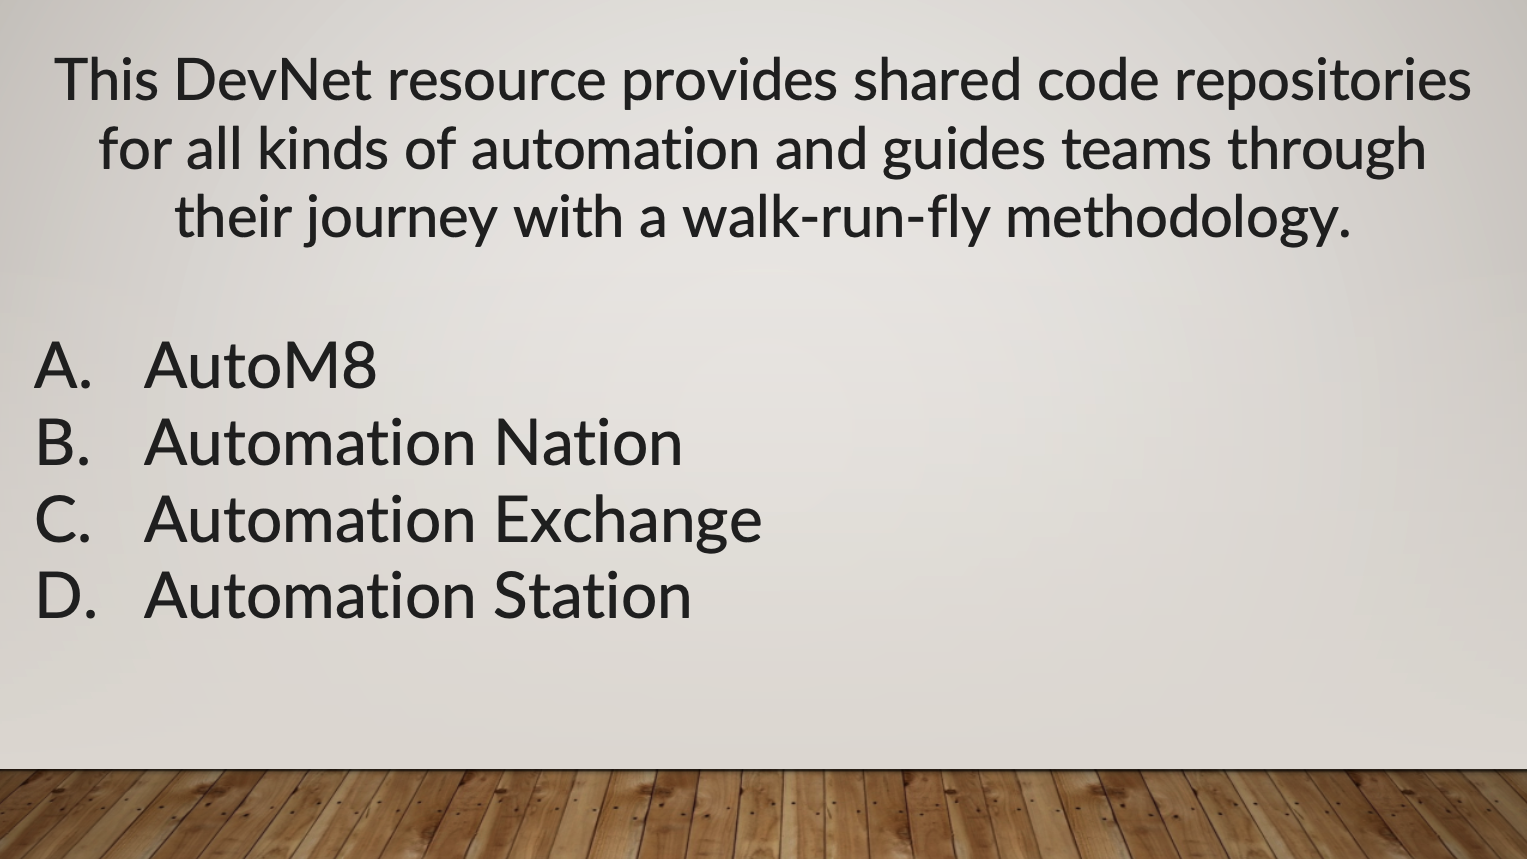 This DevNet resource provides shared code repositories
for all kinds of automation and guides teams through
their journey with a walk-run-fly methodology.
A. AutoM8
B. Automation Nation
C. Automation Exchange
D. Automation Station